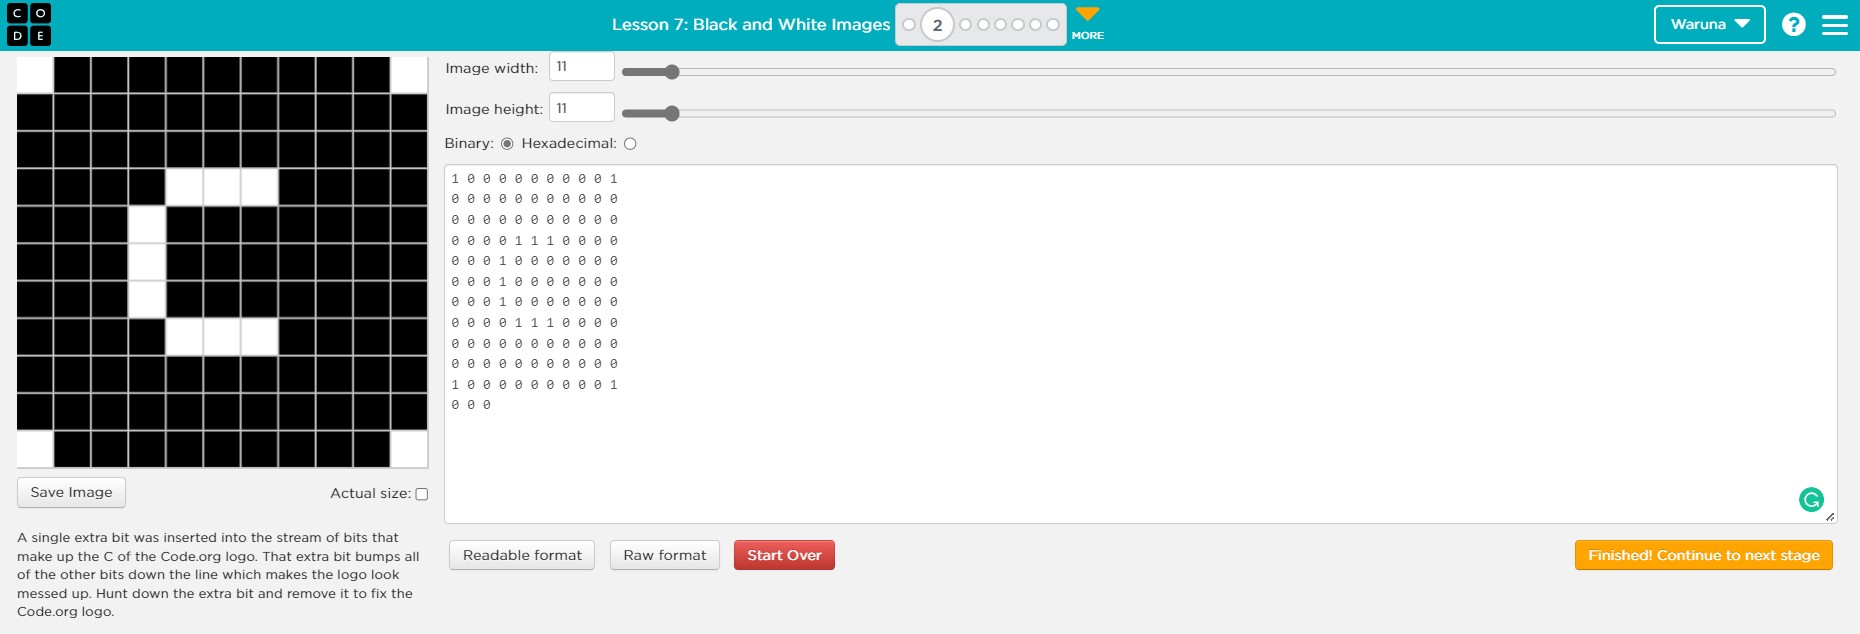 C O
D E
Lesson 7: Black and White Images
2
MORE
Waruna
?
Image width: 11
Image height: 11
Binary: Hexadecimal:
1 0 0 0 0 0 0 0 0 0 1
0 0 0 0 0 0 0 0 0 0 0
0 0 0 0 0 0 0 0 0 0 0
0 0 0 0 1 1 1 0 0 0 0
0 0 0 1 0 0 0 0 0 0 0
0 0 0 1 0 0 0 0 0 0 0
0 0 0 1 0 0 0 0 0 0 0
0 0 0 0 1 1 1 0 0 0 0
0 0 0 0 0 0 0 0 0 0 0
0 0 0 0 0 0 0 0 0 0 0
1 0 0 0 0 0 0 0 0 0 1
0 0 0
Save Image
Actual size:
A single extra bit was inserted into the stream of bits that
make up the C of the Code.org logo. That extra bit bumps all
of the other bits down the line which makes the logo look
messed up. Hunt down the extra bit and remove it to fix the
Code.org logo.
Readable format
Raw format
Start Over
Finished! Continue to next stage